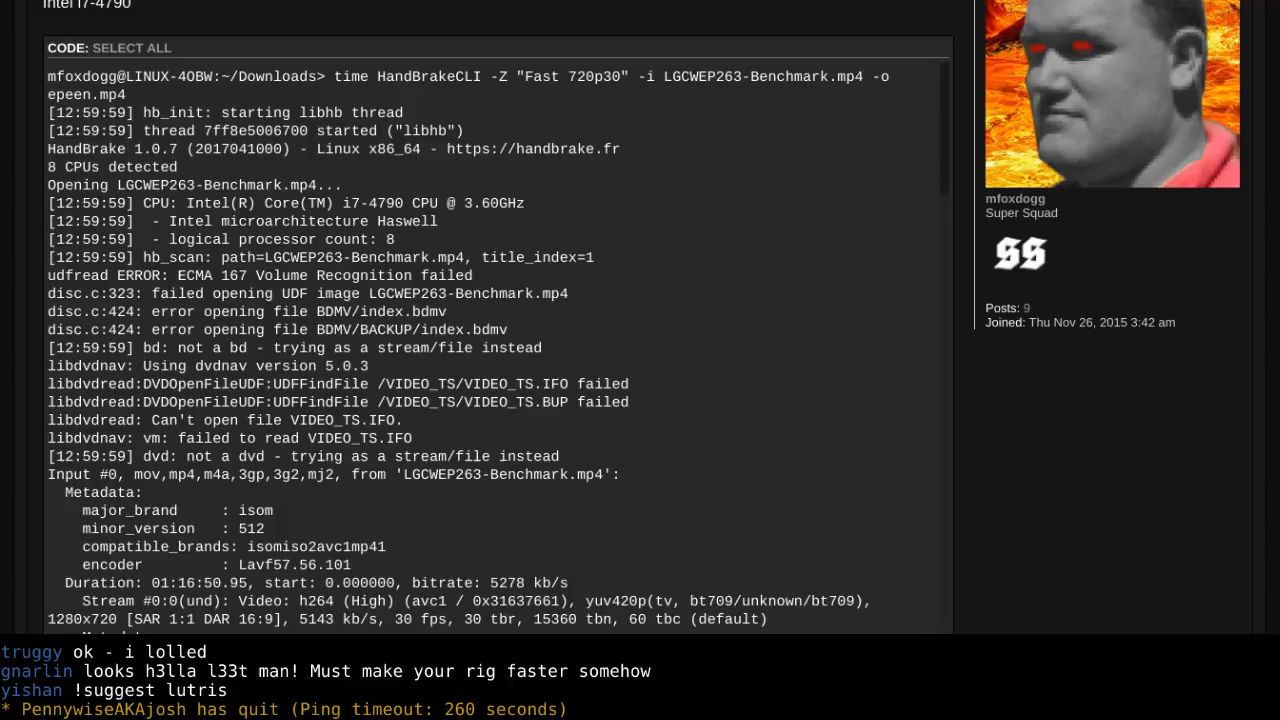 Intel i7-4790
CODE: SELECT ALL
mfoxdogg@LINUX-4OBW:~/Downloads> time HandBrakeCLI -Z "Fast 720p30" -i LGCWEP263-Benchmark.mp4 -o
epeen.mp4
[12:59:59] hb_init: starting libhb thread
[12:59:59] thread 7ff8e5006700 started ("libhb")
HandBrake 1.0.7 (2017041000) - Linux x86_64 - https://handbrake.fr
8 CPUs detected
Opening LGCWEP263-Benchmark.mp4...
[12:59:59] CPU: Intel(R) Core(TM) i7-4790 CPU @ 3.60GHz
[12:59:59]  - Intel microarchitecture Haswell
[12:59:59]  - logical processor count: 8
[12:59:59] hb_scan: path=LGCWEP263-Benchmark.mp4, title_index=1
udfread ERROR: ECMA 167 Volume Recognition failed
disc.c:323: failed opening UDF image LGCWEP263-Benchmark.mp4
disc.c:424: error opening file BDMV/index.bdmv
disc.c:424: error opening file BDMV/BACKUP/index.bdmv
[12:59:59] bd: not a bd - trying as a stream/file instead
libdvdnav: Using dvdnav version 5.0.3
libdvdread:DVDOpenFileUDF:UDFFindFile /VIDEO_TS/VIDEO_TS.IFO failed
libdvdread:DVDOpenFileUDF:UDFFindFile /VIDEO_TS/VIDEO_TS.BUP failed
libdvdread: Can't open file VIDEO_TS.IFO.
libdvdnav: vm: failed to read VIDEO_TS.IFO
[12:59:59] dvd: not a dvd - trying as a stream/file instead
Input #0, mov,mp4,m4a,3gp,3g2,mj2, from 'LGCWEP263-Benchmark.mp4':
  Metadata:
    major_brand     : isom
    minor_version   : 512
    compatible_brands: isomiso2avc1mp41
    encoder         : Lavf57.56.101
  Duration: 01:16:50.95, start: 0.000000, bitrate: 5278 kb/s
    Stream #0:0(und): Video: h264 (High) (avc1 / 0x31637661), yuv420p(tv, bt709/unknown/bt709),
1280x720 [SAR 1:1 DAR 16:9], 5143 kb/s, 30 fps, 30 tbr, 15360 tbn, 60 tbc (default)
mfoxdogg
Super Squad
SS
Posts: 9
Joined: Thu Nov 26, 2015 3:42 am
truggy ok - i lolled
gnarlin looks h3lla l33t man! Must make your rig faster somehow
yishan !suggest lutris
* PennywiseAKAjosh has quit (Ping timeout: 260 seconds)